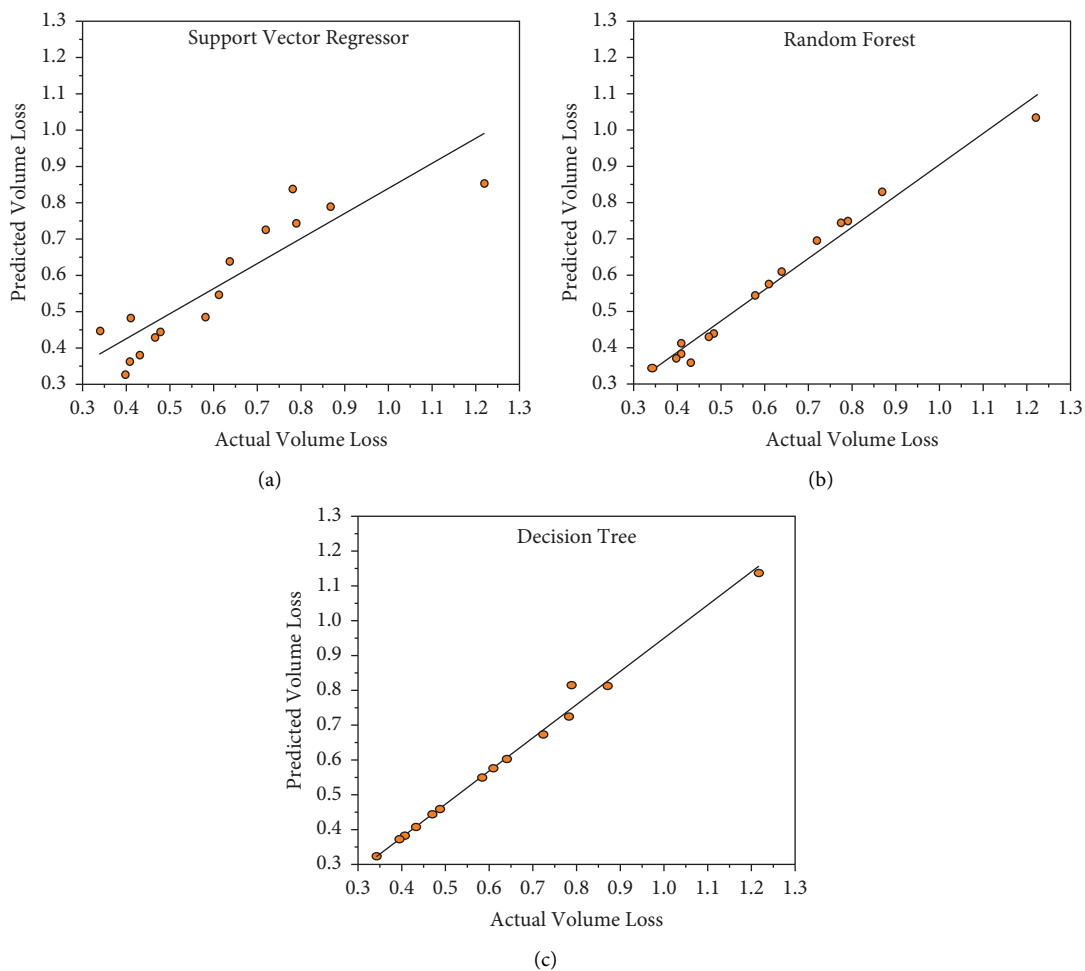 Support Vector Regressor
1.3
1.2
1.1
1.0
0.9
0.8
0.7
0.6
0.5
0.4
0.3
Predicted Volume Loss
0.3 0.4 0.5 0.6 0.7 0.8 0.9 1.0 1.1 1.2 1.3
Actual Volume Loss
(a)
Random Forest
1.3
1.2
1.1
1.0
0.9
0.8
0.7
0.6
0.5
0.4
0.3
Predicted Volume Loss
0.3 0.4 0.5 0.6 0.7 0.8 0.9 1.0 1.1 1.2 1.3
Actual Volume Loss
(b)
Decision Tree
1.3
1.2
1.1
1.0
0.9
0.8
0.7
0.6
0.5
0.4
0.3
Predicted Volume Loss
0.3 0.4 0.5 0.6 0.7 0.8 0.9 1.0 1.1 1.2 1.3
Actual Volume Loss
(c)